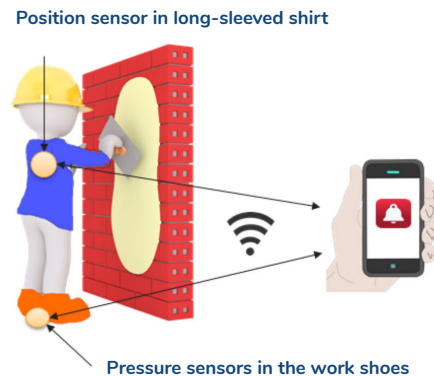 Position sensor in long-sleeved shirt
Pressure sensors in the work shoes